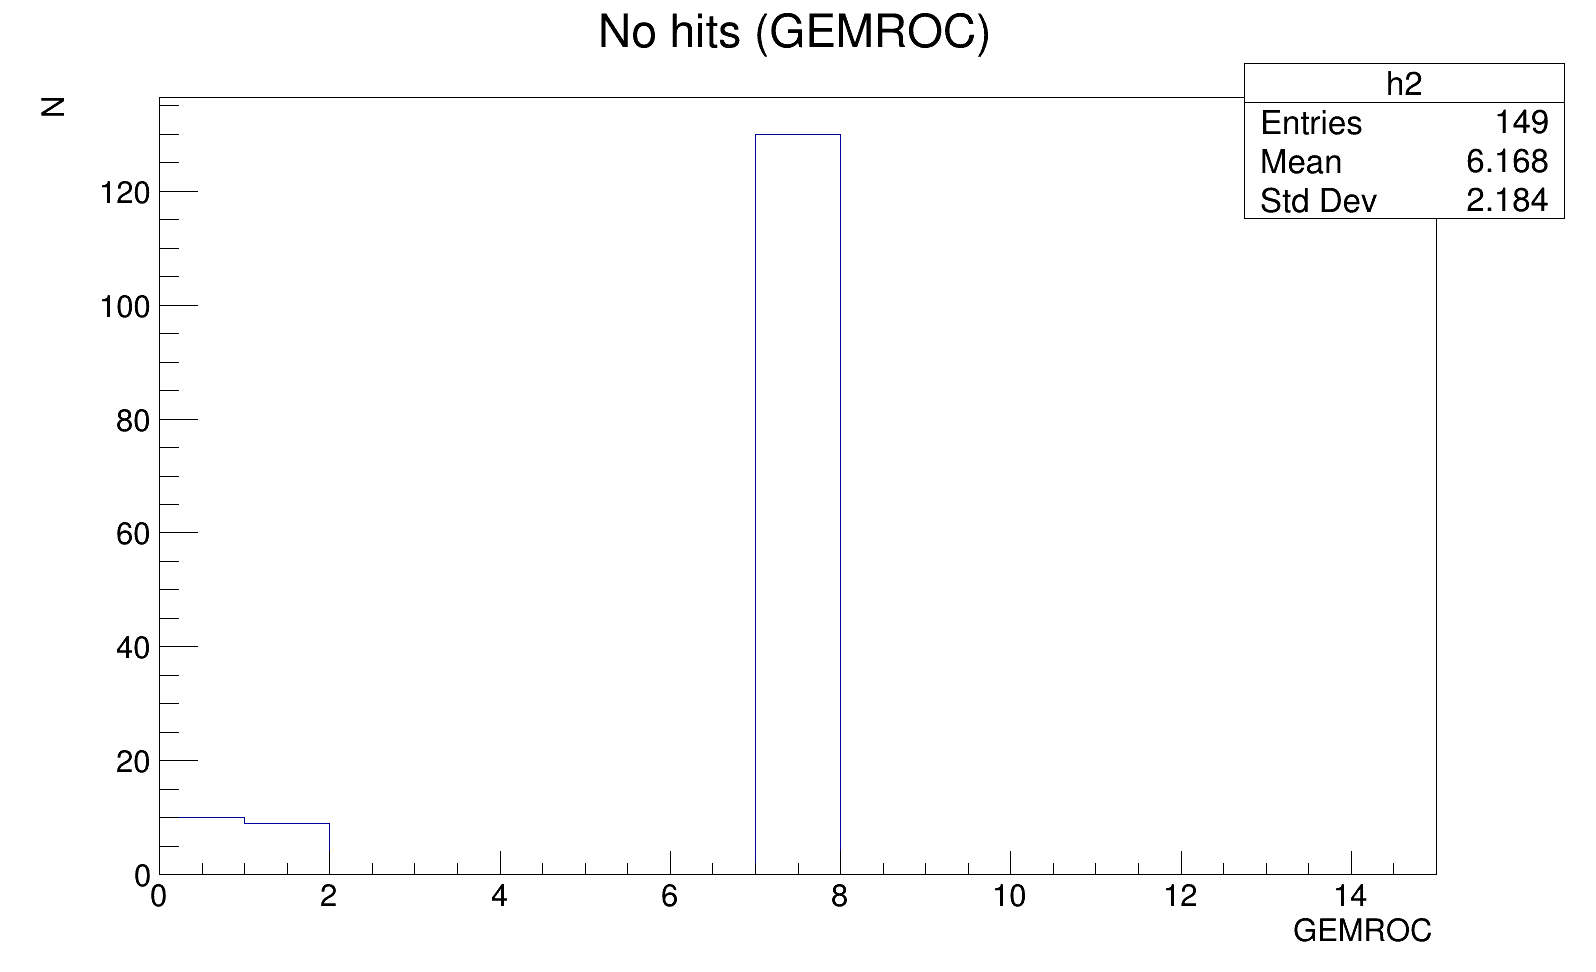 No hits (GEMROC)
N
h2
Entries 149
Mean 6.168
Std Dev 2.184
120
100
80
60
40
20
0
0 2 4 6 8 10 12 14
GEMROC